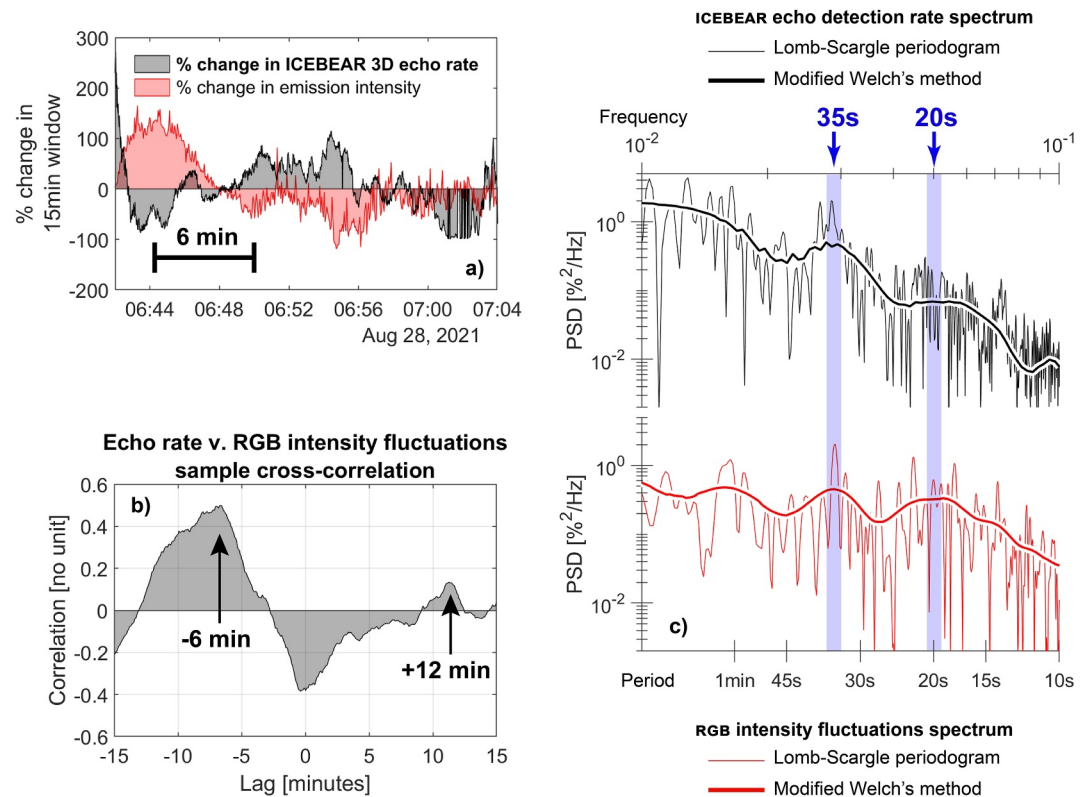 300
200
100
0
-100
-200
% change in
15min window
% change in ICEBEAR 3D echo rate
% change in emission intensity
6 min
a)
06:44 06:48 06:52 06:56 07:00 07:04
Aug 28, 2021
Echo rate v. RGB intensity fluctuations
sample cross-correlation
0.6
0.4
0.2
0
-0.2
-0.4
-0.6
Correlation [no unit]
b)
-6 min
+12 min
-15 -10 -5 0 5 10 15
Lag [minutes]
ICEBEAR echo detection rate spectrum
Lomb-Scargle periodogram
Modified Welch's method
Frequency 35s 20s
10^-2 10^-1
10^0
10^-2
PSD [%^2/Hz]
10^0
10^-2
PSD [%^2/Hz]
c)
Period 1min 45s 30s 20s 15s 10s
RGB intensity fluctuations spectrum
Lomb-Scargle periodogram
Modified Welch's method